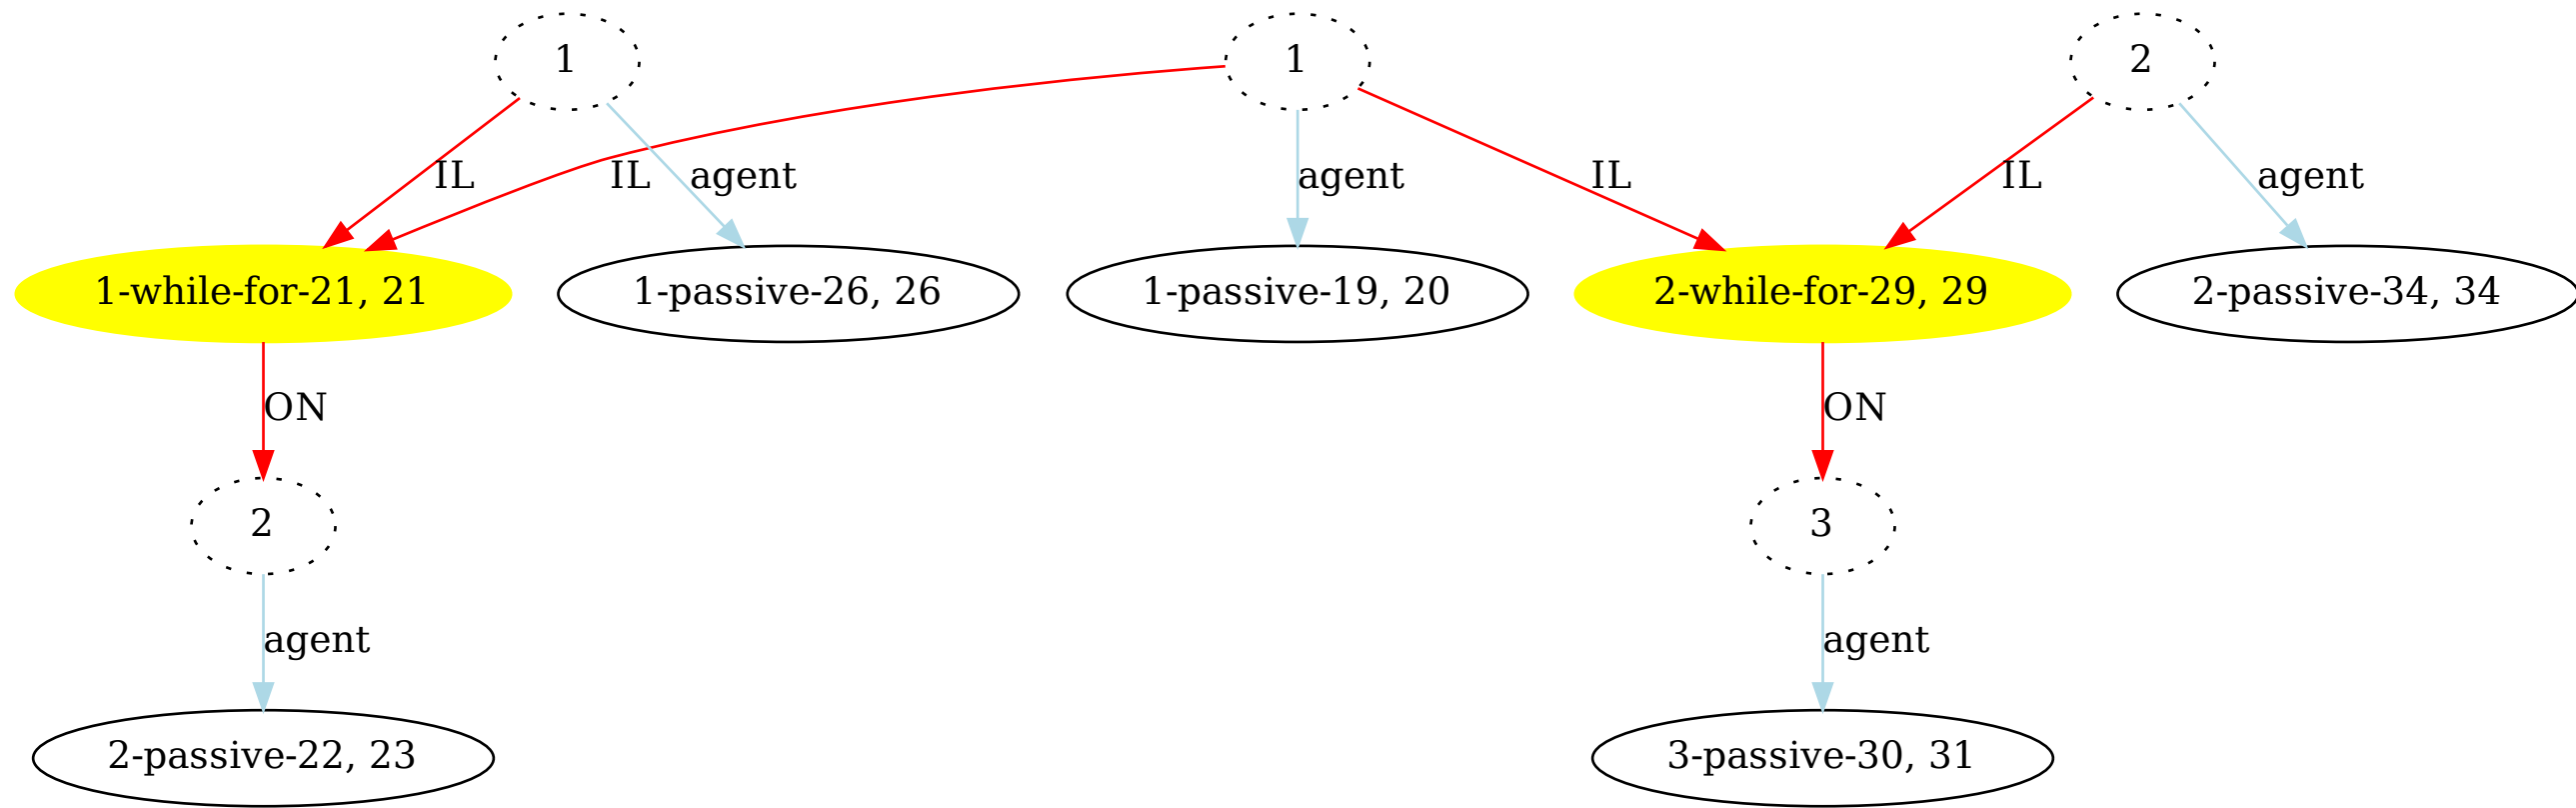 1
1
2
IL
IL
agent
agent
IL
IL
agent
1-while-for-21, 21
1-passive-26, 26
1-passive-19, 20
2-while-for-29, 29
2-passive-34, 34
ON
ON
2
3
agent
agent
2-passive-22, 23
3-passive-30, 31